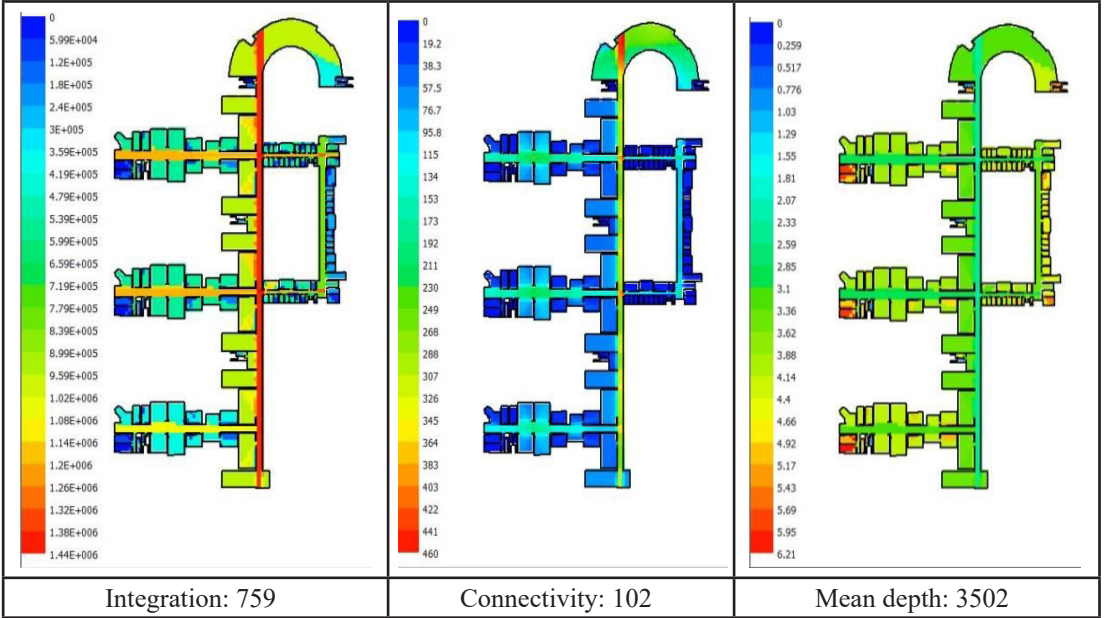 0
5.99E+004
1.2E+005
1.8E+005
2.4E+005
3E+005
3.59E+005
4.19E+005
4.79E+005
5.39E+005
5.99E+005
6.59E+005
7.19E+005
7.79E+005
8.39E+005
8.99E+005
9.59E+005
1.02E+006
1.08E+006
1.14E+006
1.2E+006
1.26E+006
1.32E+006
1.38E+006
1.44E+006
0
19.2
38.3
57.5
76.7
95.8
115
134
153
173
192
211
230
249
268
288
307
326
345
364
383
403
422
441
460
0
0.259
0.517
0.776
1.03
1.29
1.55
1.81
2.07
2.33
2.59
2.85
3.1
3.36
3.62
3.88
4.14
4.4
4.66
4.92
5.17
5.43
5.69
5.95
6.21
Integration: 759
Connectivity: 102
Mean depth: 3502